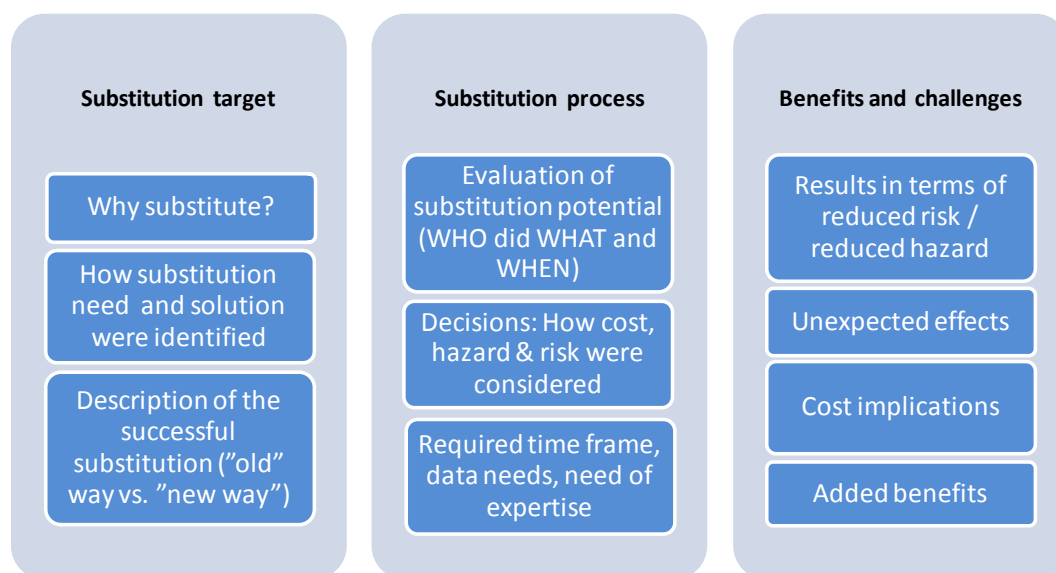 Substitution target
Why substitute?
How substitution
need and solution
were identified
Description of the
successful
substitution (”old”
way vs. ”new way”)
Substitution process
Evaluation of
substitution potential
(WHO did WHAT and
WHEN)
Decisions: How cost,
hazard & risk were
considered
Required time frame,
data needs, need of
expertise
Benefits and challenges
Results in terms of
reduced risk /
reduced hazard
Unexpected effects
Cost implications
Added benefits